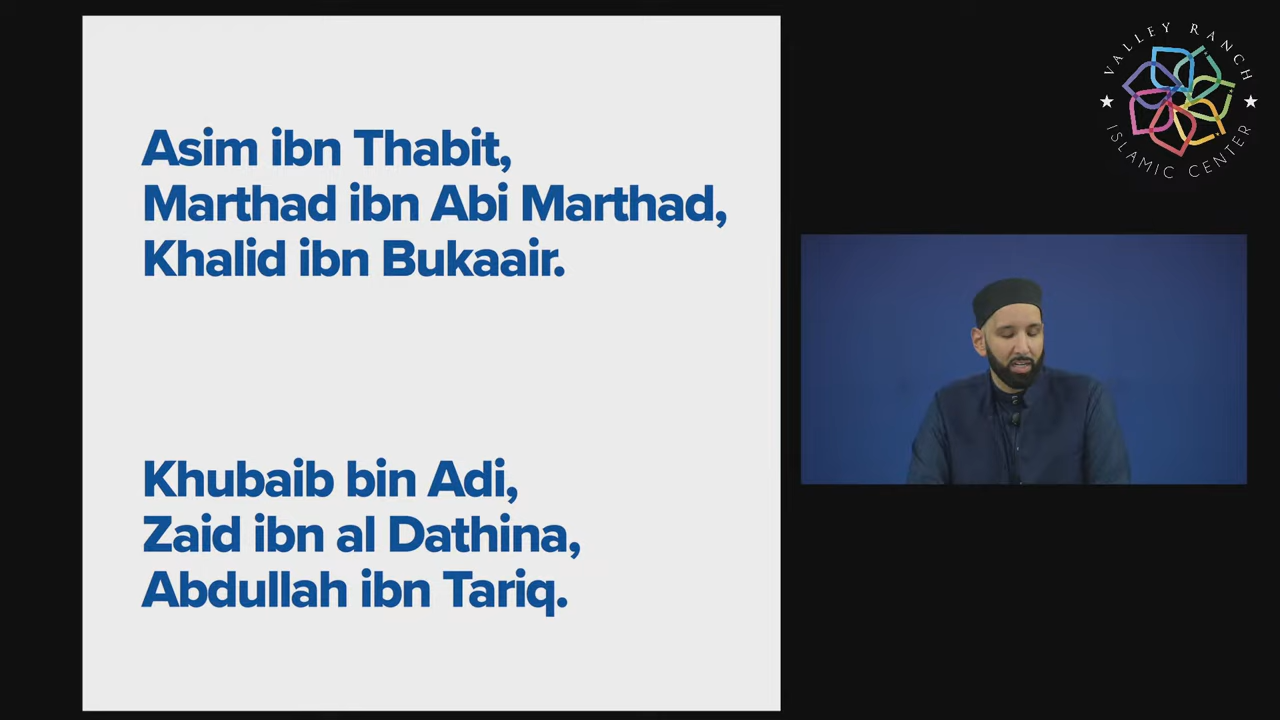 Asim ibn Thabit,
Marthad ibn Abi Marthad,
Khalid ibn Bukaair.
Khubaib bin Adi,
Zaid ibn al Dathina,
Abdullah ibn Tariq.
VALLEY RANCH
ISLAMIC CENTER